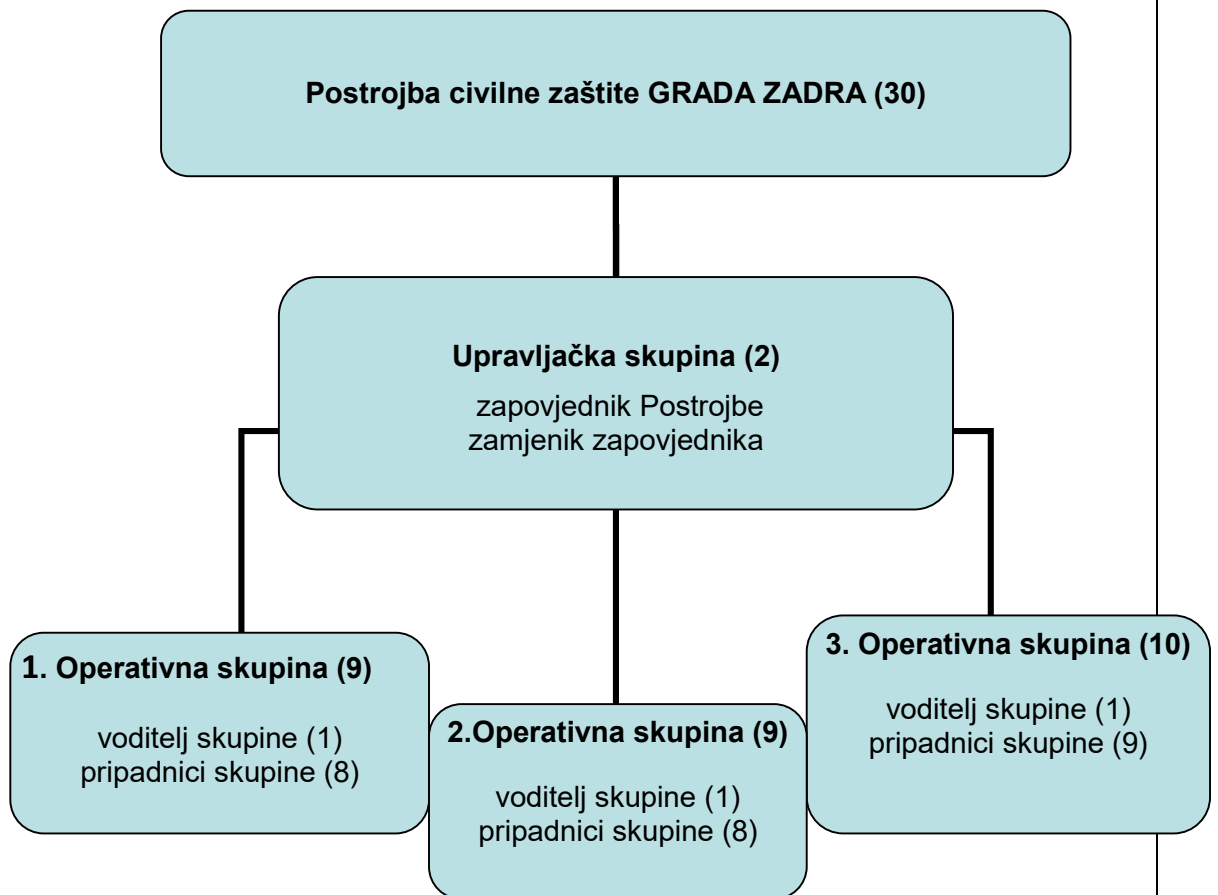 Postrojba civilne zaštite GRADA ZADRA (30)
Upravljačka skupina (2)
zapovjednik Postrojbe
zamjenik zapovjednika
1. Operativna skupina (9)
voditelj skupine (1)
pripadnici skupine (8)
2.Operativna skupina (9)
voditelj skupine (1)
pripadnici skupine (8)
3. Operativna skupina (10)
voditelj skupine (1)
pripadnici skupine (9)